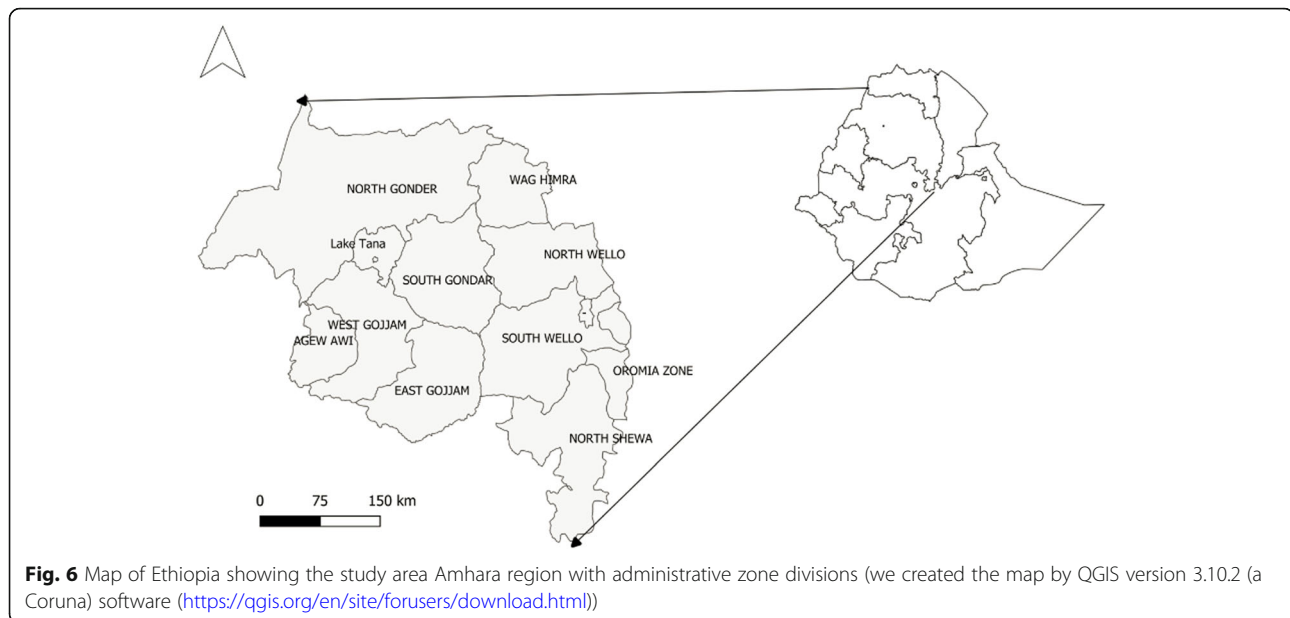 NORTH GONDER
WAG HIMRA
Lake Tana
NORTH WELLO
SOUTH GONDAR
WEST GOJJAM
AGEW AWI
SOUTH WELLO
OROMIA ZONE
EAST GOJJAM
NORTH SHEWA
0 75 150 km
Fig. 6 Map of Ethiopia showing the study area Amhara region with administrative zone divisions (we created the map by QGIS version 3.10.2 (a
Coruna) software (https://qgis.org/en/site/forusers/download.html))